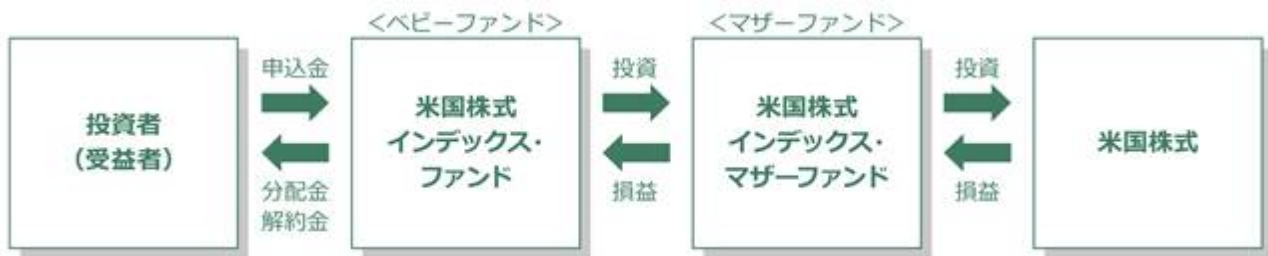 <ベビーファンド>
<マザーファンド>
投資者
(受益者)
申込金
分配金
解約金
米国株式
インデックス・
ファンド
投資
損益
米国株式
インデックス・
マザーファンド
投資
損益
米国株式